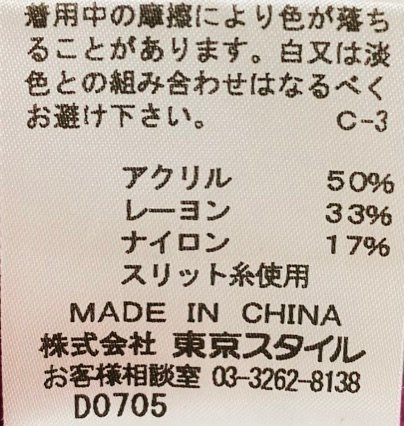 着用中の摩擦により色が落ち
ることがあります。白又は淡
色との組み合わせはなるべく
お避け下さい。 C-3
アクリル 50%
レーヨン 33%
ナイロン 17%
スリット糸使用
MADE IN CHINA
株式会社 東京スタイル
お客様相談室 03-3262-8138
D0705